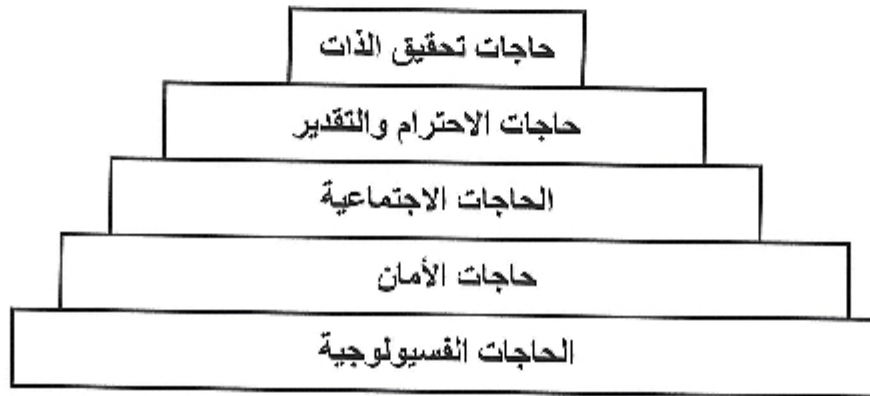 حاجات تحقيق الذات
حاجات الاحترام والتقدير
الحاجات الاجتماعية
حاجات الأمان
الحاجات الفسيولوجية